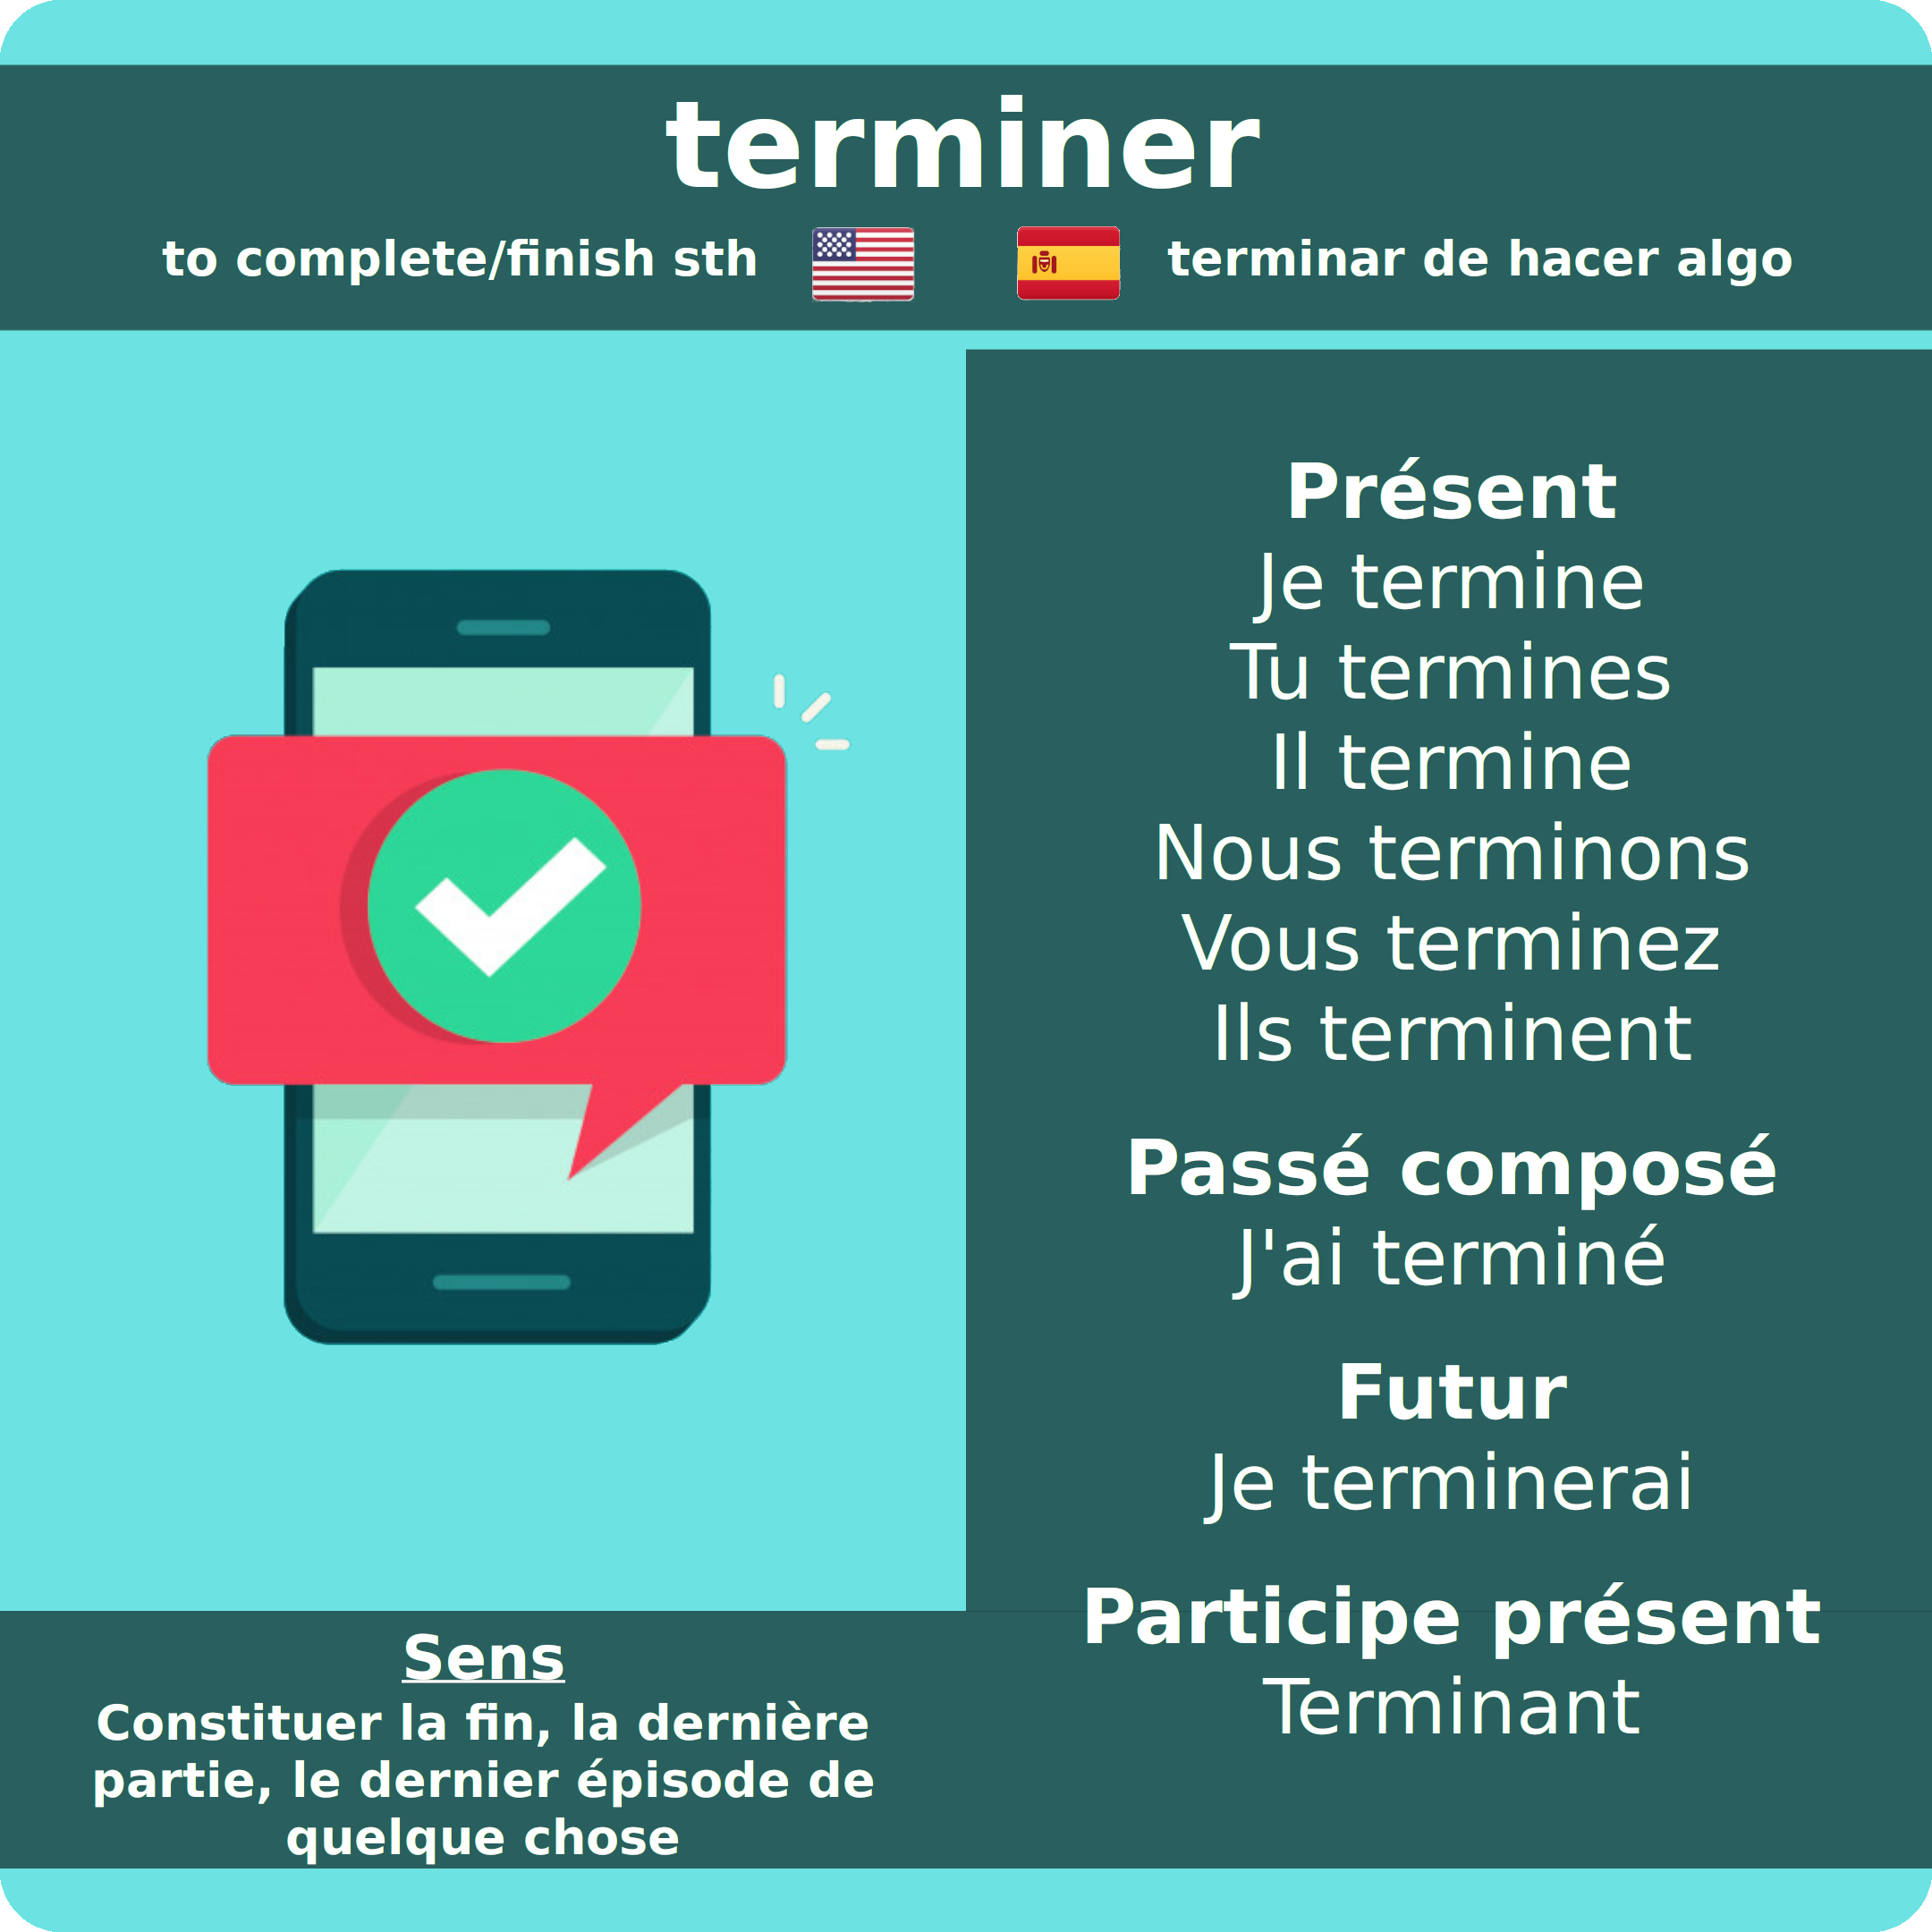 terminer
to complete/finish sth
terminar de hacer algo
Présent
Je termine
Tu termines
Il termine
Nous terminons
Vous terminez
Ils terminent
Passé composé
J'ai terminé
Futur
Je terminerai
Participe présent
Terminant
Sens
Constituer la fin, la dernière
partie, le dernier épisode de
quelque chose